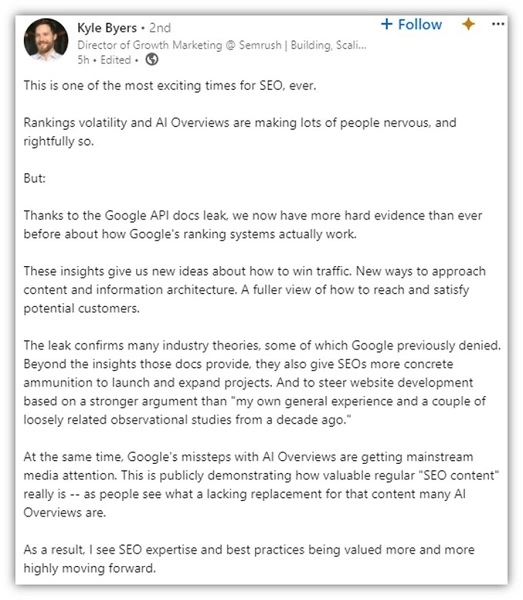 Kyle Byers • 2nd
+ Follow
...
Director of Growth Marketing @ Semrush | Building, Scali...
5h • Edited •
This is one of the most exciting times for SEO, ever.
Rankings volatility and AI Overviews are making lots of people nervous, and
rightfully so.
But:
Thanks to the Google API docs leak, we now have more hard evidence than ever
before about how Google's ranking systems actually work.
These insights give us new ideas about how to win traffic. New ways to approach
content and information architecture. A fuller view of how to reach and satisfy
potential customers.
The leak confirms many industry theories, some of which Google previously denied.
Beyond the insights those docs provide, they also give SEOs more concrete
ammunition to launch and expand projects. And to steer website development
based on a stronger argument than "my own general experience and a couple of
loosely related observational studies from a decade ago."
At the same time, Google's missteps with AI Overviews are getting mainstream
media attention. This is publicly demonstrating how valuable regular "SEO content"
really is -- as people see what a lacking replacement for that content many AI
Overviews are.
As a result, I see SEO expertise and best practices being valued more and more
highly moving forward.